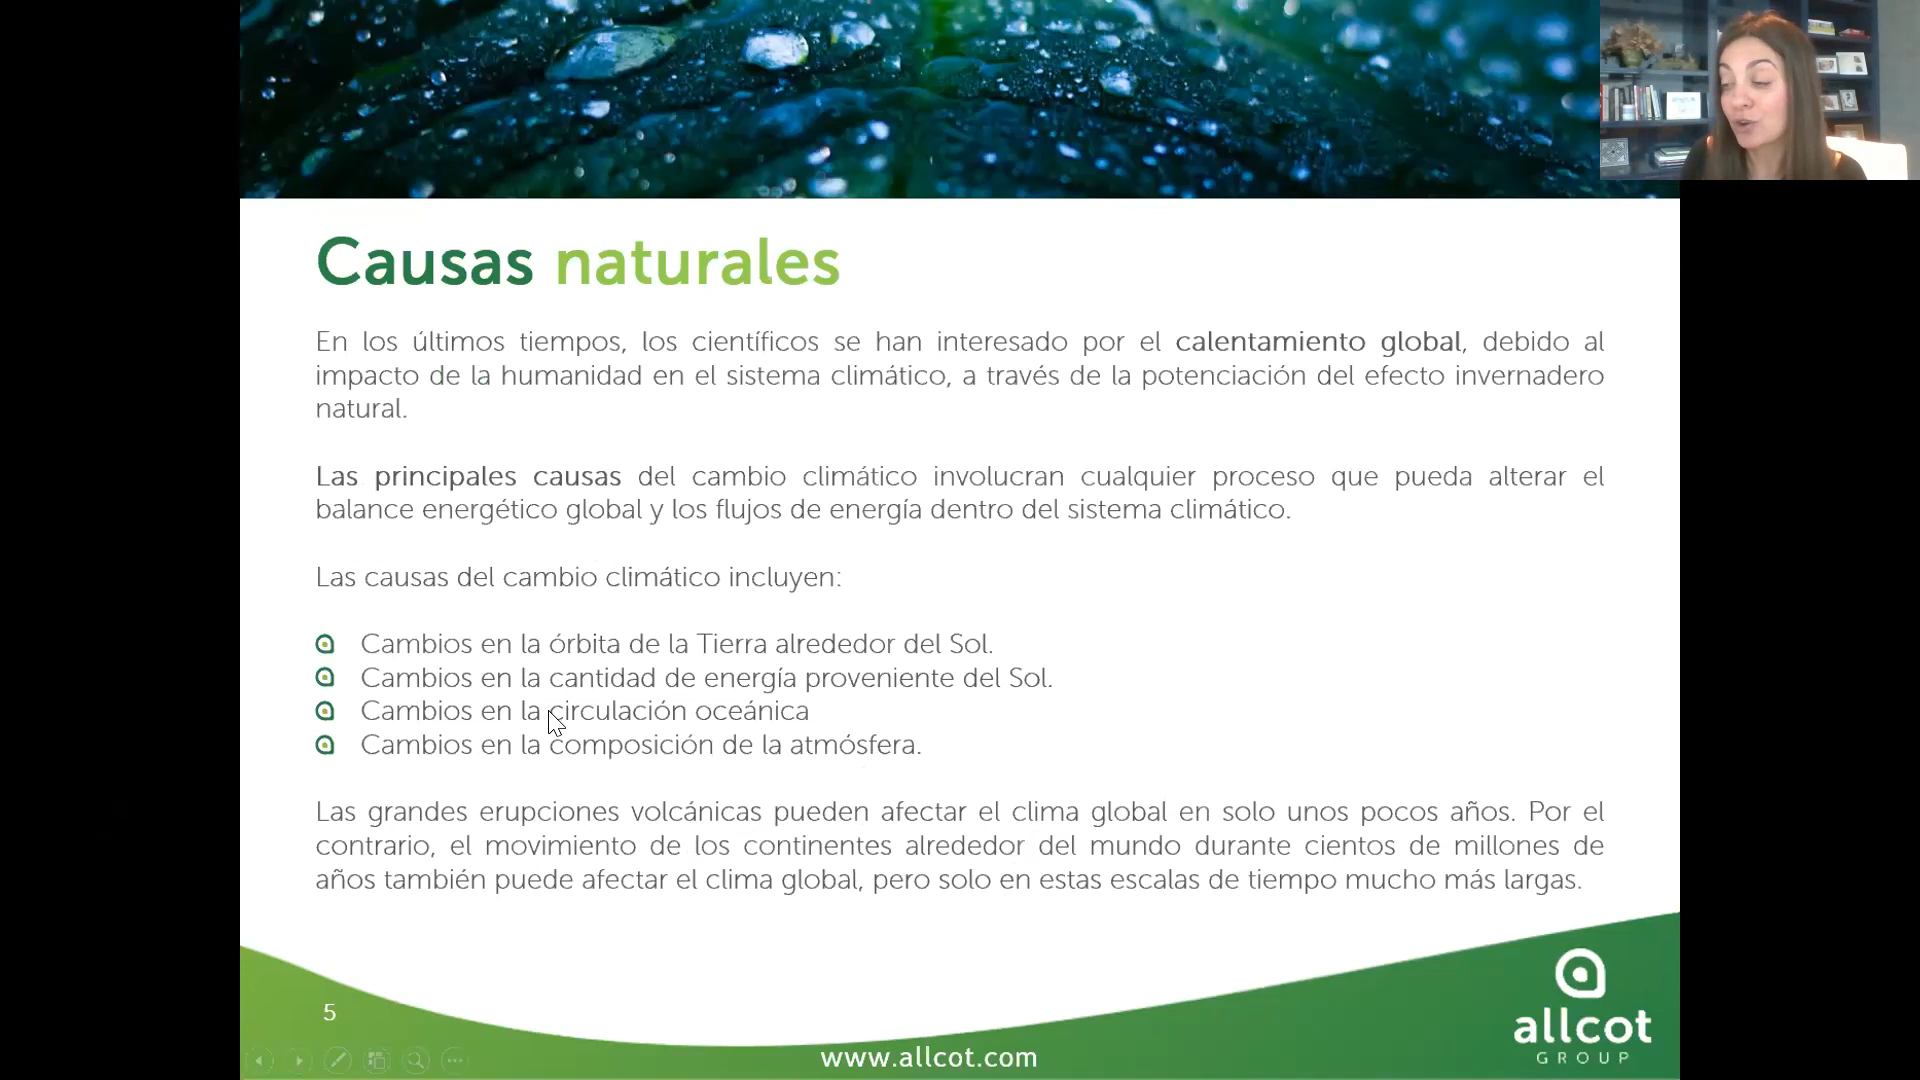 Causas naturales
En los últimos tiempos, los científicos se han interesado por el calentamiento global, debido al
impacto de la humanidad en el sistema climático, a través de la potenciación del efecto invernadero
natural.
Las principales causas del cambio climático involucran cualquier proceso que pueda alterar el
balance energético global y los flujos de energía dentro del sistema climático.
Las causas del cambio climático incluyen:
Cambios en la órbita de la Tierra alrededor del Sol.
Cambios en la cantidad de energía proveniente del Sol.
Cambios en la circulación oceánica
Cambios en la composición de la atmósfera.
Las grandes erupciones volcánicas pueden afectar el clima global en solo unos pocos años. Por el
contrario, el movimiento de los continentes alrededor del mundo durante cientos de millones de
años también puede afectar el clima global, pero solo en estas escalas de tiempo mucho más largas.
5
www.allcot.com
allcot
GROUP